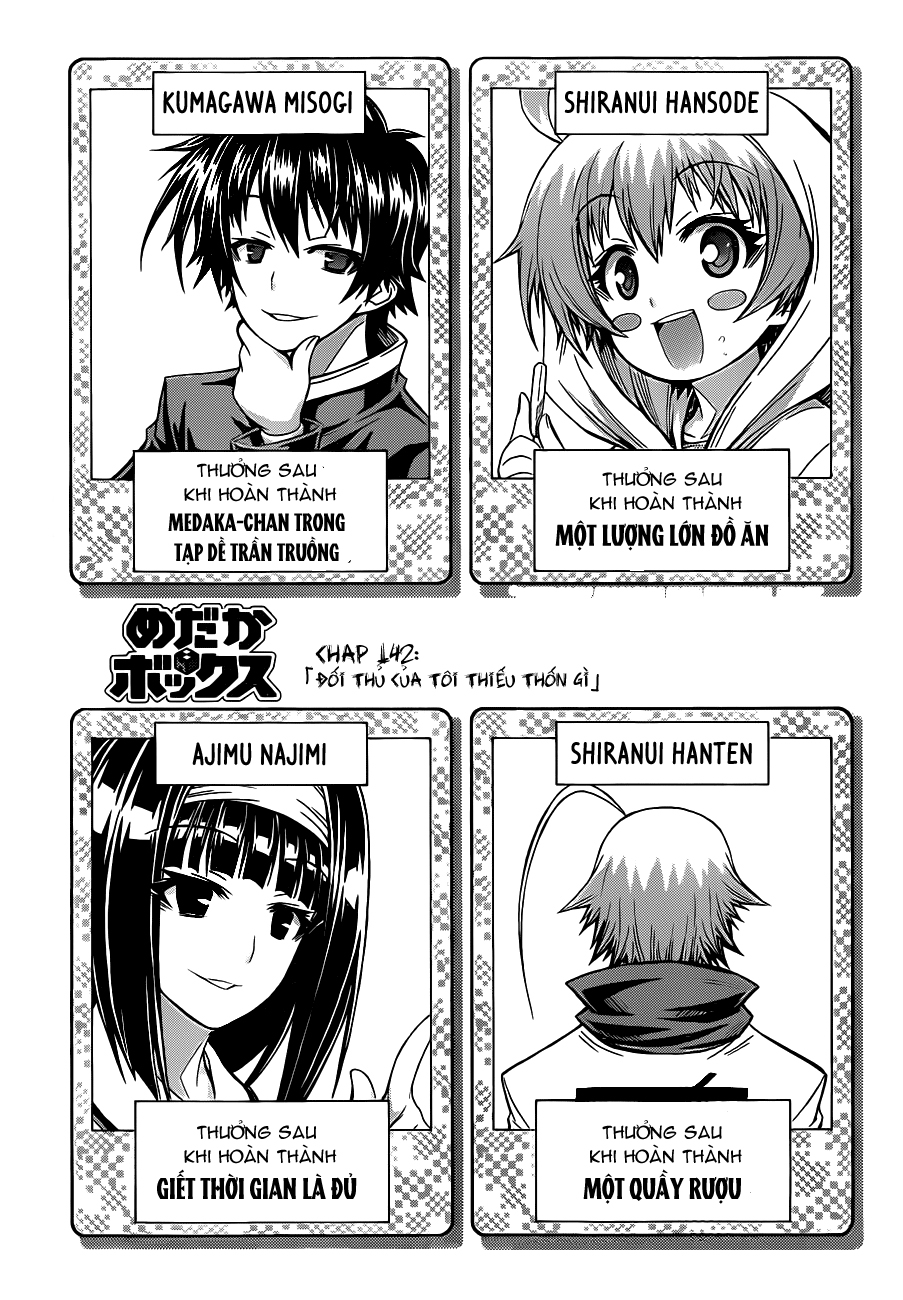 KUMAGAWA MISOGI
THƯỞNG SAU
KHI HOÀN THÀNH
MEDAKA-CHAN TRONG
TẠP DỀ TRẦN TRUỒNG
SHIRANUI HANSODE
THƯỞNG SAU
KHI HOÀN THÀNH
MỘT LƯỢNG LỚN ĐỒ ĂN
めだか
ボックス
CHAP 142:
「ĐỐI THỦ CỦA TÔI THIẾU THỐN GÌ」
AJIMU NAJIMI
THƯỞNG SAU
KHI HOÀN THÀNH
GIẾT THỜI GIAN LÀ ĐỦ
SHIRANUI HANTEN
THƯỞNG SAU
KHI HOÀN THÀNH
MỘT QUẦY RƯỢU